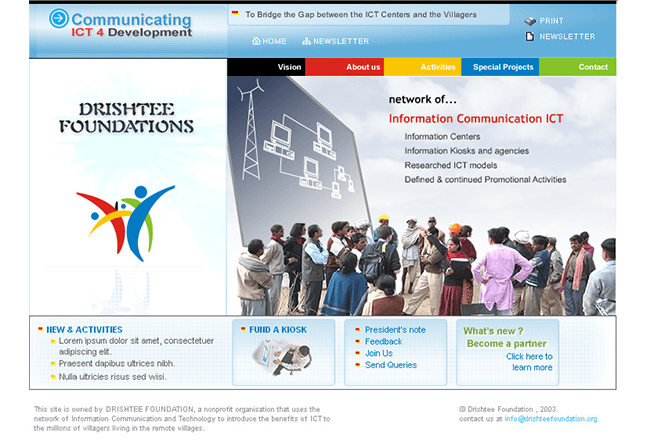 Communicating
ICT 4 Development
To Bridge the Gap between the ICT Centers and the Villagers
HOME
NEWSLETTER
PRINT
NEWSLETTER
Vision
About us
Activities
Special Projects
Contact
DRISHTEE
FOUNDATIONS
network of...
Information Communication ICT
Information Centers
Information Kiosks and agencies
Researched ICT models
Defined & continued Promotional Activities
NEW & ACTIVITIES
Lorem ipsum dolor sit amet, consectetuer
adipiscing elit.
Praesent dapibus ultrices nibh.
Nulla ultricies risus sed wisi.
FUND A KIOSK
President's note
Feedback
Join Us
Send Queries
What's new ?
Become a partner
Click here to
learn more
This site is owned by DRISHTEE FOUNDATION, a nonprofit organisation that uses the
network of Information Communication and Technology to introduce the benefits of ICT to
the millions of villagers living in the remote villages.
© Drishtee Foundation , 2003.
contact us at info@drishteefoundation.org